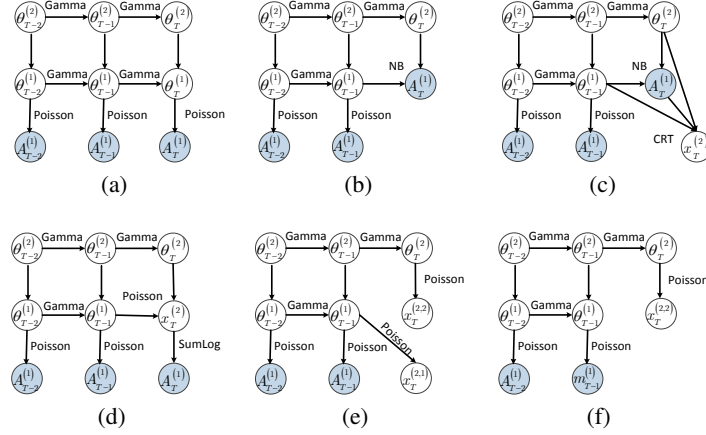 Gamma Gamma
θ_{T-2}^{(2)} θ_{T-1}^{(2)} θ_T^{(2)}
Gamma Gamma
θ_{T-2}^{(1)} θ_{T-1}^{(1)} θ_T^{(1)}
Poisson Poisson Poisson
A_{T-2}^{(1)} A_{T-1}^{(1)} A_T^{(1)}
(a)
Gamma Gamma
θ_{T-2}^{(2)} θ_{T-1}^{(2)} θ_T^{(2)}
Gamma NB
θ_{T-2}^{(1)} θ_{T-1}^{(1)} A_T^{(1)}
Poisson Poisson
A_{T-2}^{(1)} A_{T-1}^{(1)}
(b)
Gamma Gamma
θ_{T-2}^{(2)} θ_{T-1}^{(2)} θ_T^{(2)}
Gamma NB
θ_{T-2}^{(1)} θ_{T-1}^{(1)} A_T^{(1)}
Poisson Poisson
CRT
A_{T-2}^{(1)} A_{T-1}^{(1)} x_T^{(2)}
(c)
Gamma Gamma
θ_{T-2}^{(2)} θ_{T-1}^{(2)} θ_T^{(2)}
Gamma Poisson
θ_{T-2}^{(1)} θ_{T-1}^{(1)} x_T^{(2)}
Poisson Poisson SumLog
A_{T-2}^{(1)} A_{T-1}^{(1)} A_T^{(1)}
(d)
Gamma Gamma
θ_{T-2}^{(2)} θ_{T-1}^{(2)} θ_T^{(2)}
Poisson
Gamma
θ_{T-2}^{(1)} θ_{T-1}^{(1)} x_T^{(2,2)}
Poisson Poisson Poisson
A_{T-2}^{(1)} A_{T-1}^{(1)} x_T^{(2,1)}
(e)
Gamma Gamma
θ_{T-2}^{(2)} θ_{T-1}^{(2)} θ_T^{(2)}
Poisson
Gamma
θ_{T-2}^{(1)} θ_{T-1}^{(1)} x_T^{(2,2)}
Poisson Poisson
A_{T-2}^{(1)} m_{T-1}^{(1)}
(f)